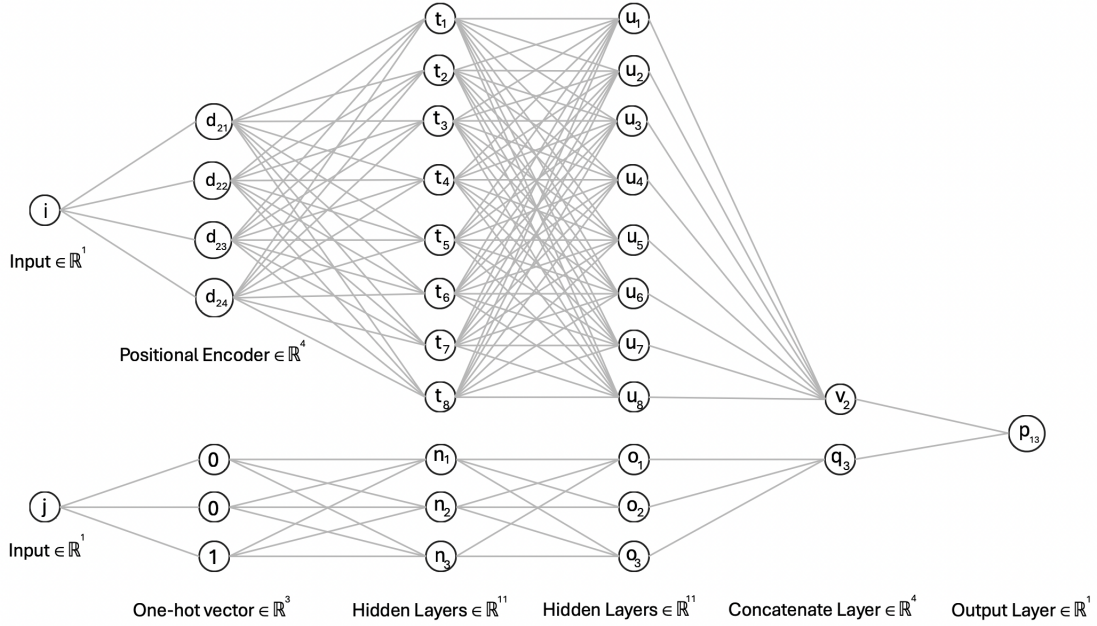 i
Input ∈ ℝ¹
d₂₁
d₂₂
d₂₃
d₂₄
Positional Encoder ∈ ℝ⁴
t₁
t₂
t₃
t₄
t₅
t₆
t₇
t₈
u₁
u₂
u₃
u₄
u₅
u₆
u₇
u₈
v₂
p₁₃
j
Input ∈ ℝ¹
0
0
1
n₁
n₂
n₃
o₁
o₂
o₃
q₃
One-hot vector ∈ ℝ³
Hidden Layers ∈ ℝ¹¹
Hidden Layers ∈ ℝ¹¹
Concatenate Layer ∈ ℝ⁴
Output Layer ∈ ℝ¹